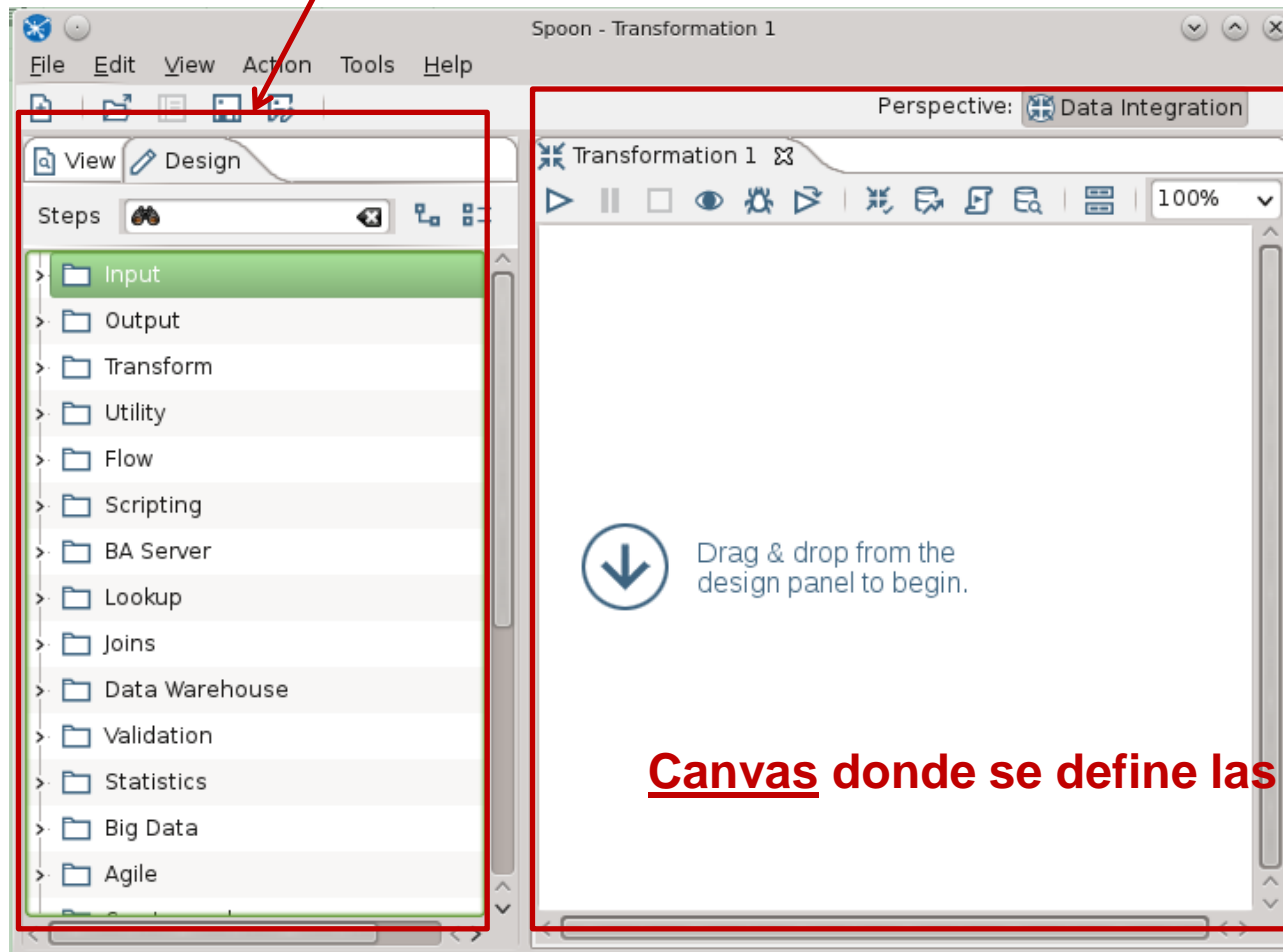 Spoon - Transformation 1
File Edit View Action Tools Help
Perspective: Data Integration
View Design
Steps
Input
Output
Transform
Utility
Flow
Scripting
BA Server
Lookup
Joins
Data Warehouse
Validation
Statistics
Big Data
Agile
Transformation 1
100%
Drag & drop from the
design panel to begin.
Canvas donde se define las